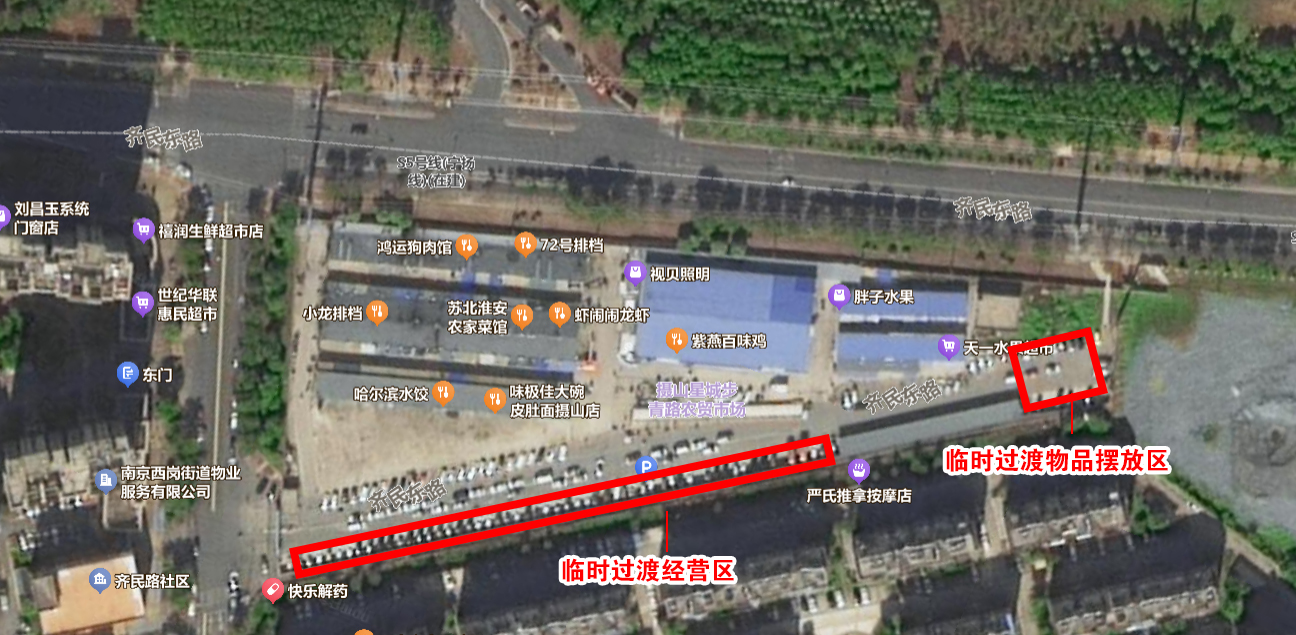 齐民东路
S5号线(宁扬
线)(在建)
齐民东路
刘昌玉系统
门窗店
禧润生鲜超市店
鸿运狗肉馆
72号排档
视贝照明
世纪华联
惠民超市
小龙排档
苏北淮安
农家菜馆
虾闹闹龙虾
胖子水果
紫燕百味鸡
天一水果超市
东门
哈尔滨水饺
味极佳大碗
皮肚面摄山店
摄山星城步
青路农贸市场
齐民东路
临时过渡物品摆放区
P
南京西岗街道物业
服务有限公司
齐民东路
严氏推拿按摩店
临时过渡经营区
齐民路社区
快乐解药